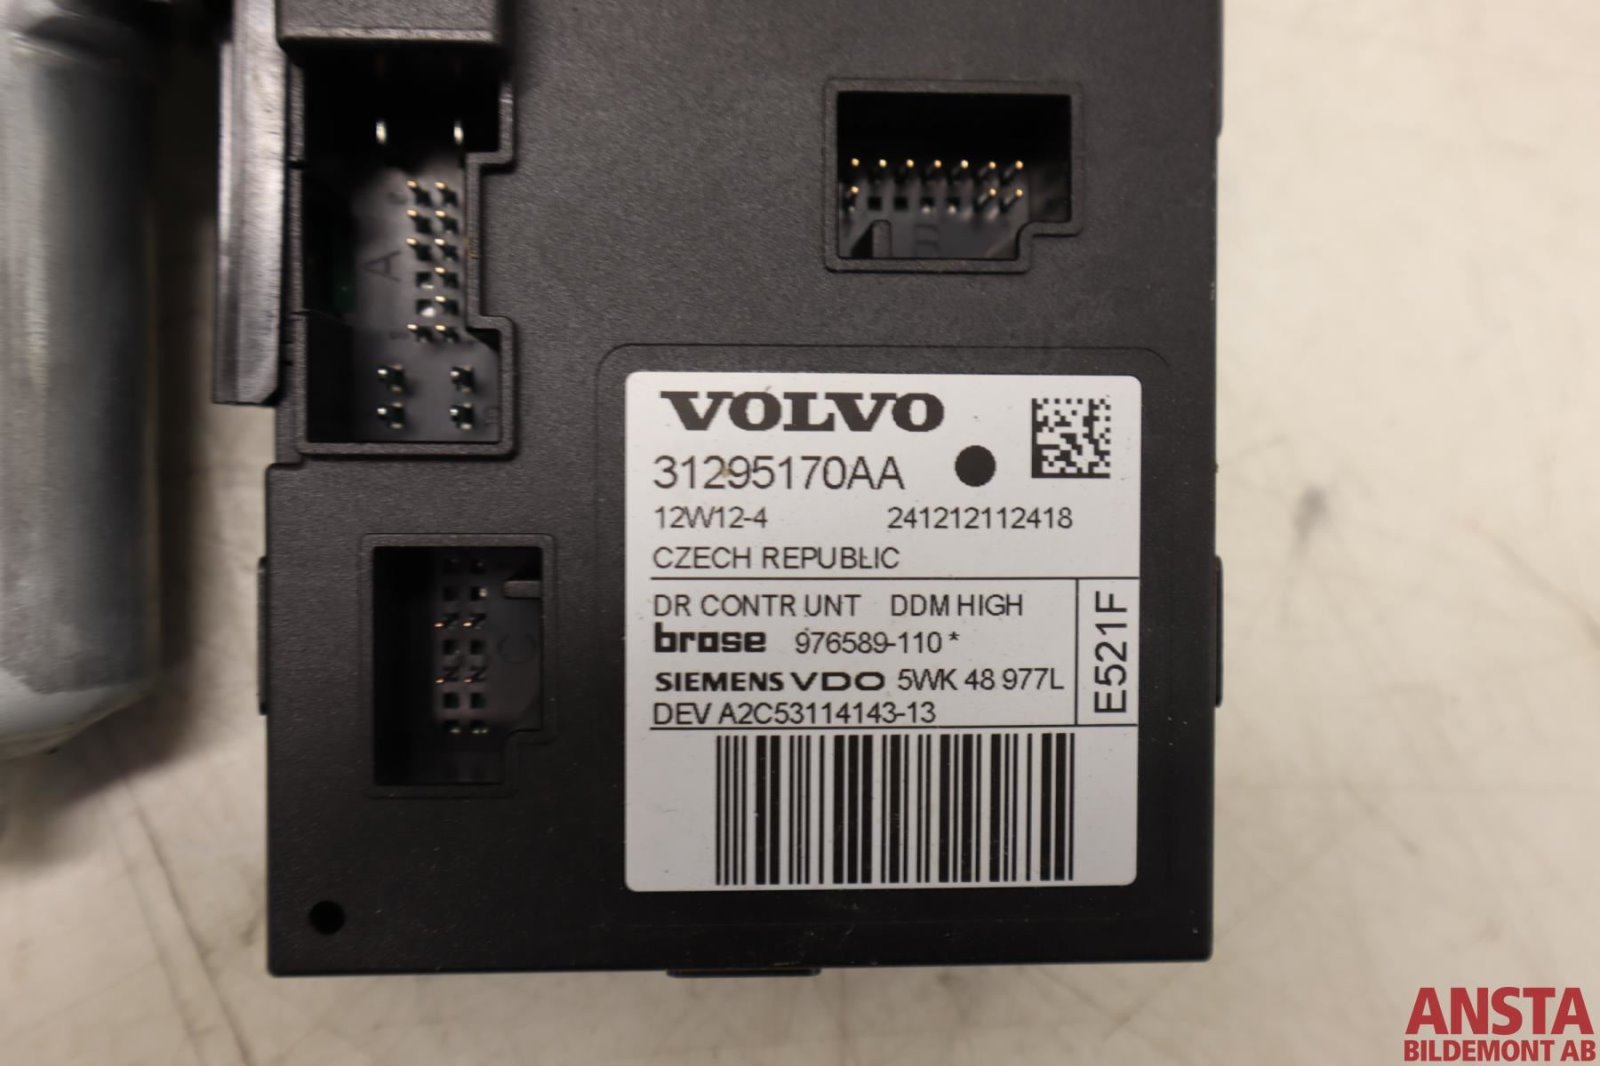 A
C
VOLVO
31295170AA
12W12-4 241212112418
CZECH REPUBLIC
DR CONTR UNT DDM HIGH
brose 976589-110 *
SIEMENS VDO 5WK 48 977L
DEV A2C53114143-13
E521F
ANSTA
BILDEMONT AB